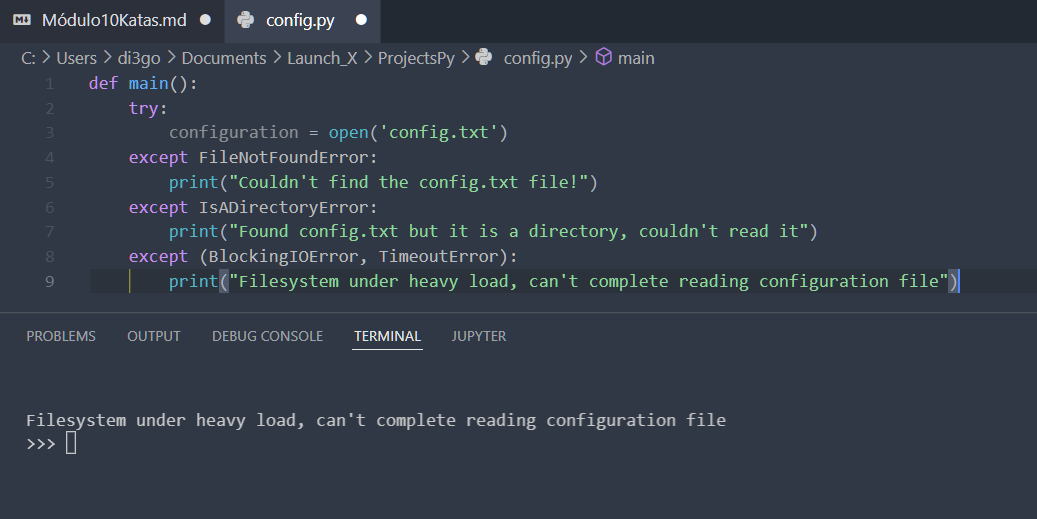 Módulo10Katas.md ● config.py ●
C: > Users > di3go > Documents > Launch_X > ProjectsPy > config.py > main
1 def main():
2     try:
3         configuration = open('config.txt')
4     except FileNotFoundError:
5         print("Couldn't find the config.txt file!")
6     except IsADirectoryError:
7         print("Found config.txt but it is a directory, couldn't read it")
8     except (BlockingIOError, TimeoutError):
9         print("Filesystem under heavy load, can't complete reading configuration file")
PROBLEMS OUTPUT DEBUG CONSOLE TERMINAL JUPYTER
Filesystem under heavy load, can't complete reading configuration file
>>>